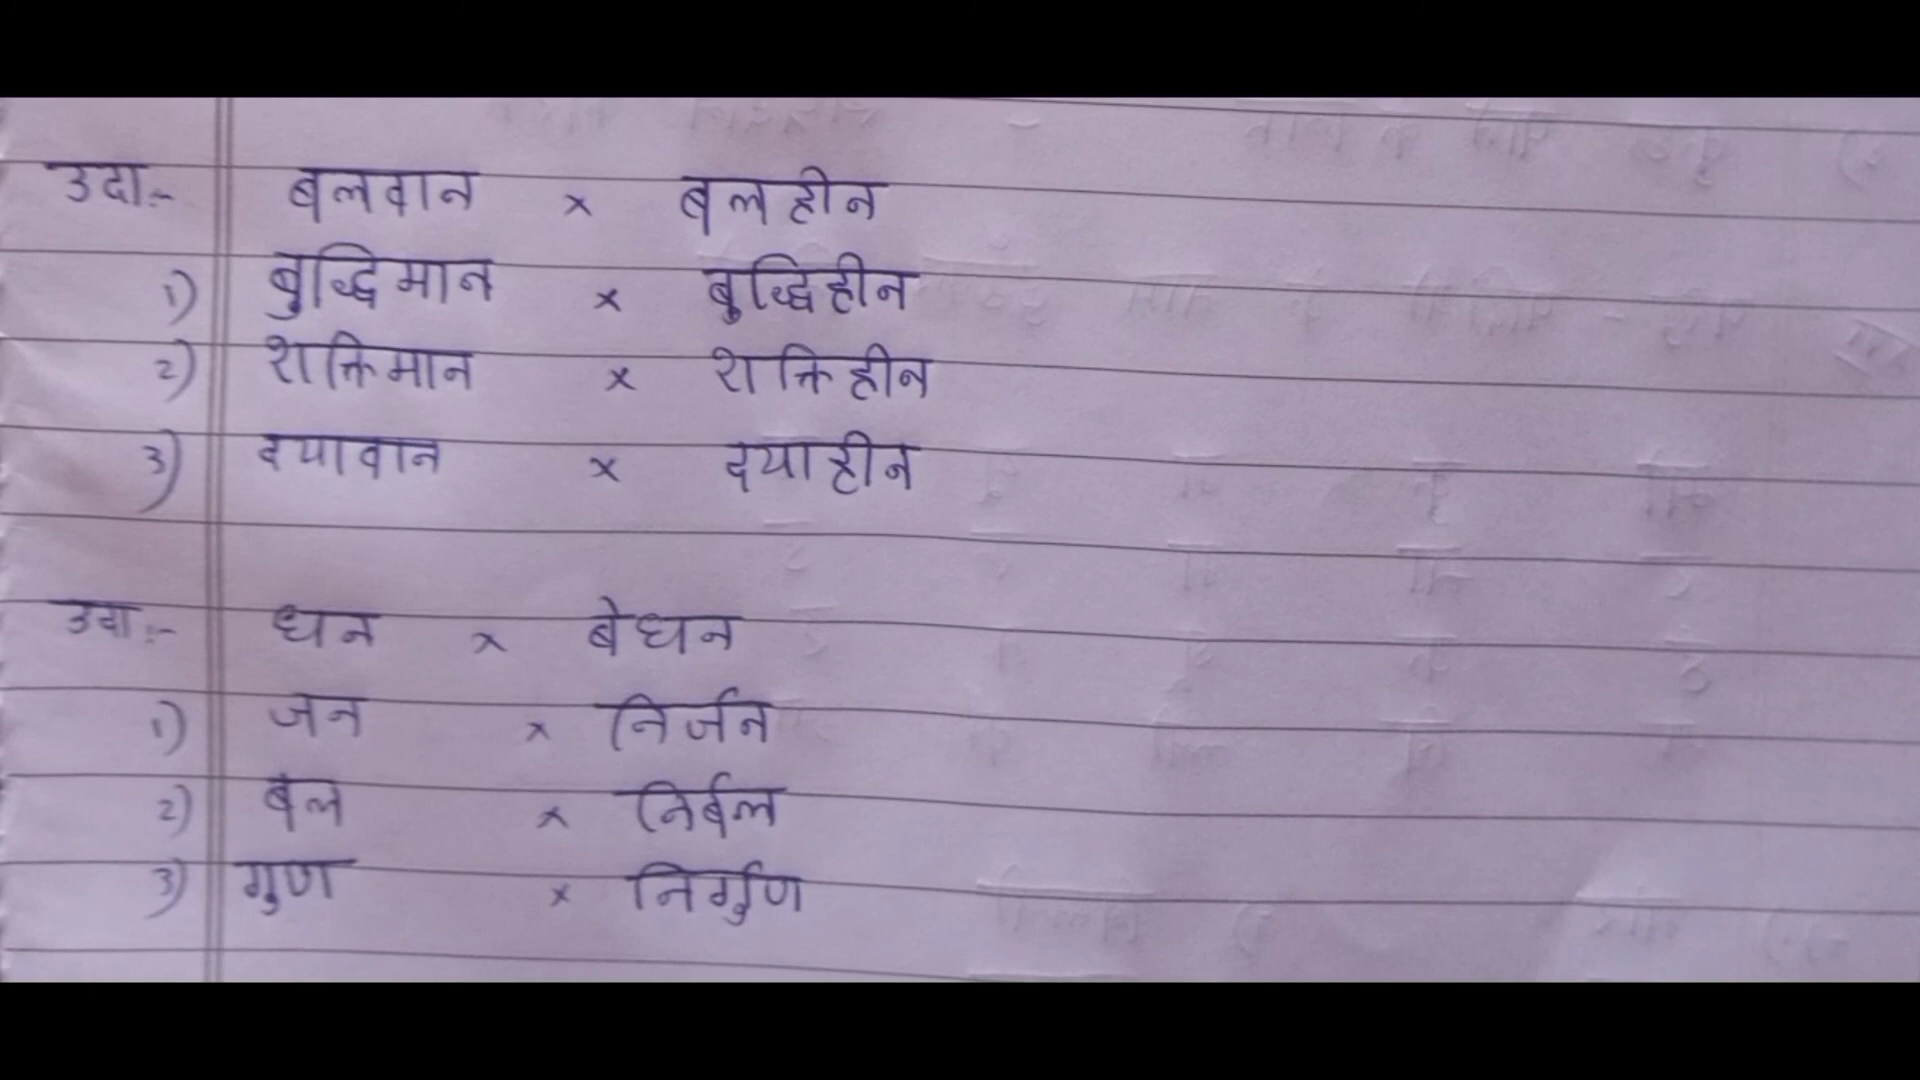 उदाः- बलवान x बलहीन
1) बुद्धिमान x बुद्धिहीन
2) शक्तिमान x शक्तिहीन
3) दयावान x दयाहीन
उदाः- धन x बेधन
1) जन x निर्जन
2) बल x निर्बल
3) गुण x निर्गुण